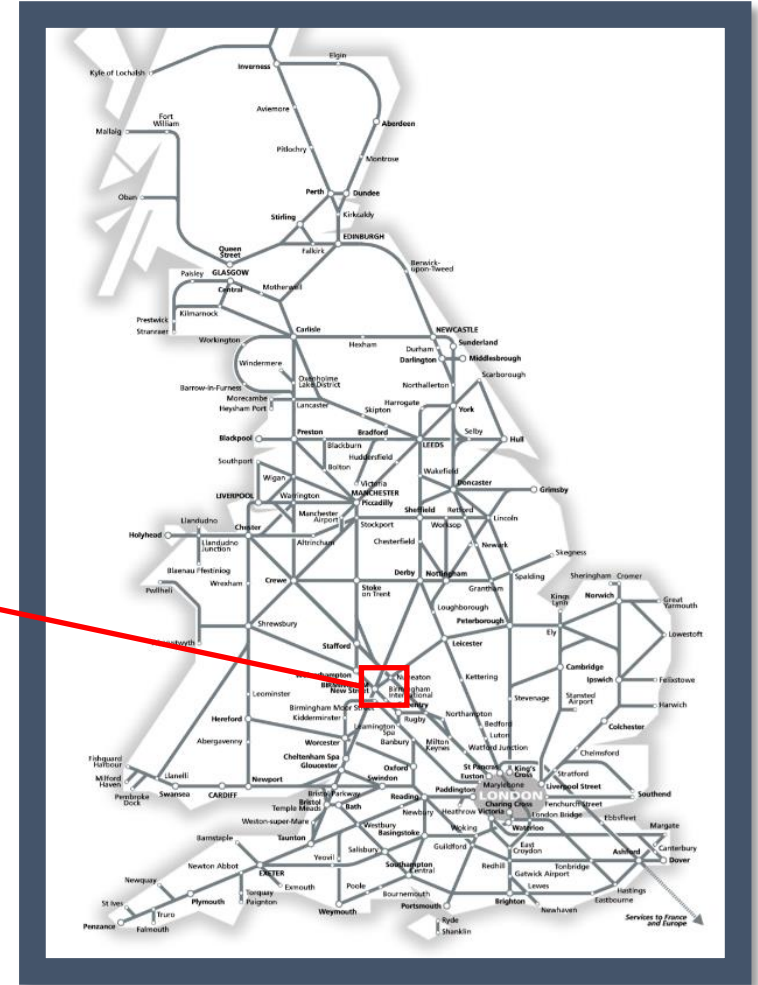 Elgin
Inverness
Kyle of Lochalsh
Aviemore
Fort
William
Mallaig
Aberdeen
Pitlochry
Montrose
Perth
Dundee
Oban
Stirling
Kirkcaldy
EDINBURGH
Queen
Street
Falkirk
Berwick-
upon-Tweed
Paisley
GLASGOW
Central
Motherwell
Prestwick
Kilmarnock
Stranraer
Carlisle
NEWCASTLE
Workington
Hexham
Sunderland
Durham
Darlington
Middlesbrough
Windermere
Scarborough
Oxenholme
Lake District
Barrow-in-Furness
Northallerton
Morecambe
Lancaster
Harrogate
Heysham Port
Skipton
York
Blackpool
Preston
Bradford
Selby
Blackburn
LEEDS
Hull
Huddersfield
Southport
Bolton
Wakefield
Wigan
Victoria
Doncaster
MANCHESTER
LIVERPOOL
Warrington
Piccadilly
Grimsby
Manchester
Airport
Sheffield
Retford
Llandudno
Stockport
Worksop
Lincoln
Holyhead
Chester
Llandudno
Junction
Altrincham
Chesterfield
Newark
Skegness
Blaenau Ffestiniog
Derby
Nottingham
Spalding
Sheringham
Cromer
Pwllheli
Wrexham
Crewe
Stoke
on Trent
Grantham
Kings
Lynn
Norwich
Great
Yarmouth
Loughborough
Peterborough
Shrewsbury
Ely
Lowestoft
Stafford
Leicester
Cambridge
Nuneaton
Kettering
Ipswich
Felixstowe
New Street
Birmingham
International
Stansted
Airport
Leominster
Stevenage
Harwich
Birmingham Moor Street
Kidderminster
Northampton
Hereford
Rugby
Bedford
Colchester
Leamington
Spa
Luton
Abergavenny
Worcester
Banbury
Milton
Keynes
Watford Junction
Chelmsford
Cheltenham Spa
Fishguard
Harbour
Gloucester
Oxford
St Pancras
King's
Cross
Euston
Stratford
Milford
Haven
Llanelli
Newport
Swindon
Marylebone
Liverpool Street
Pembroke
Dock
Swansea
CARDIFF
Bristol Parkway
Reading
Paddington
LONDON
Southend
Bristol
Temple Meads
Bath
Charing Cross
Fenchurch Street
Newbury
Heathrow
Victoria
London Bridge
Ebbsfleet
Weston-super-Mare
Westbury
Waterloo
Margate
Barnstaple
Taunton
Basingstoke
Woking
Salisbury
Guildford
East
Croydon
Canterbury
Newton Abbot
Yeovil
Southampton
Central
Redhill
Tonbridge
Ashford
Dover
EXETER
Gatwick Airport
Newquay
Exmouth
Poole
Lewes
Hastings
St Ives
Plymouth
Torquay
Paignton
Bournemouth
Eastbourne
Truro
Weymouth
Portsmouth
Brighton
Newhaven
Penzance
Falmouth
Ryde
Shanklin
Services to France
and Europe